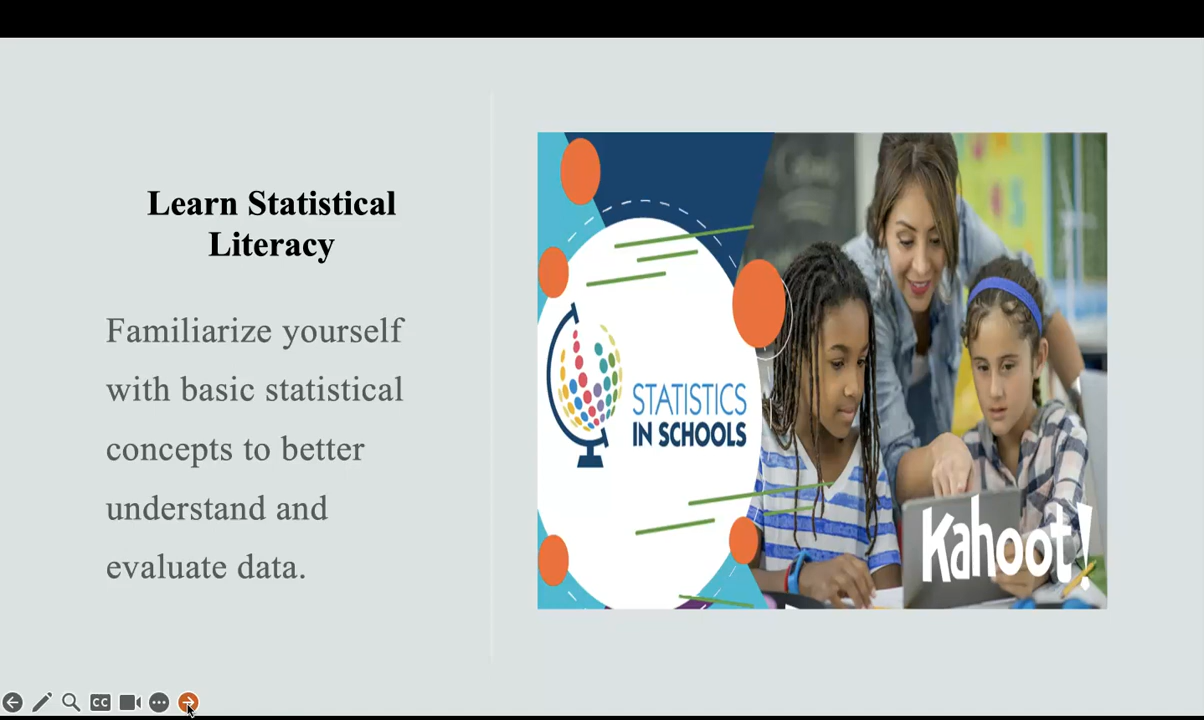 Learn Statistical
Literacy
Familiarize yourself
with basic statistical
concepts to better
understand and
evaluate data.
STATISTICS
IN SCHOOLS
Kahoot!
CC